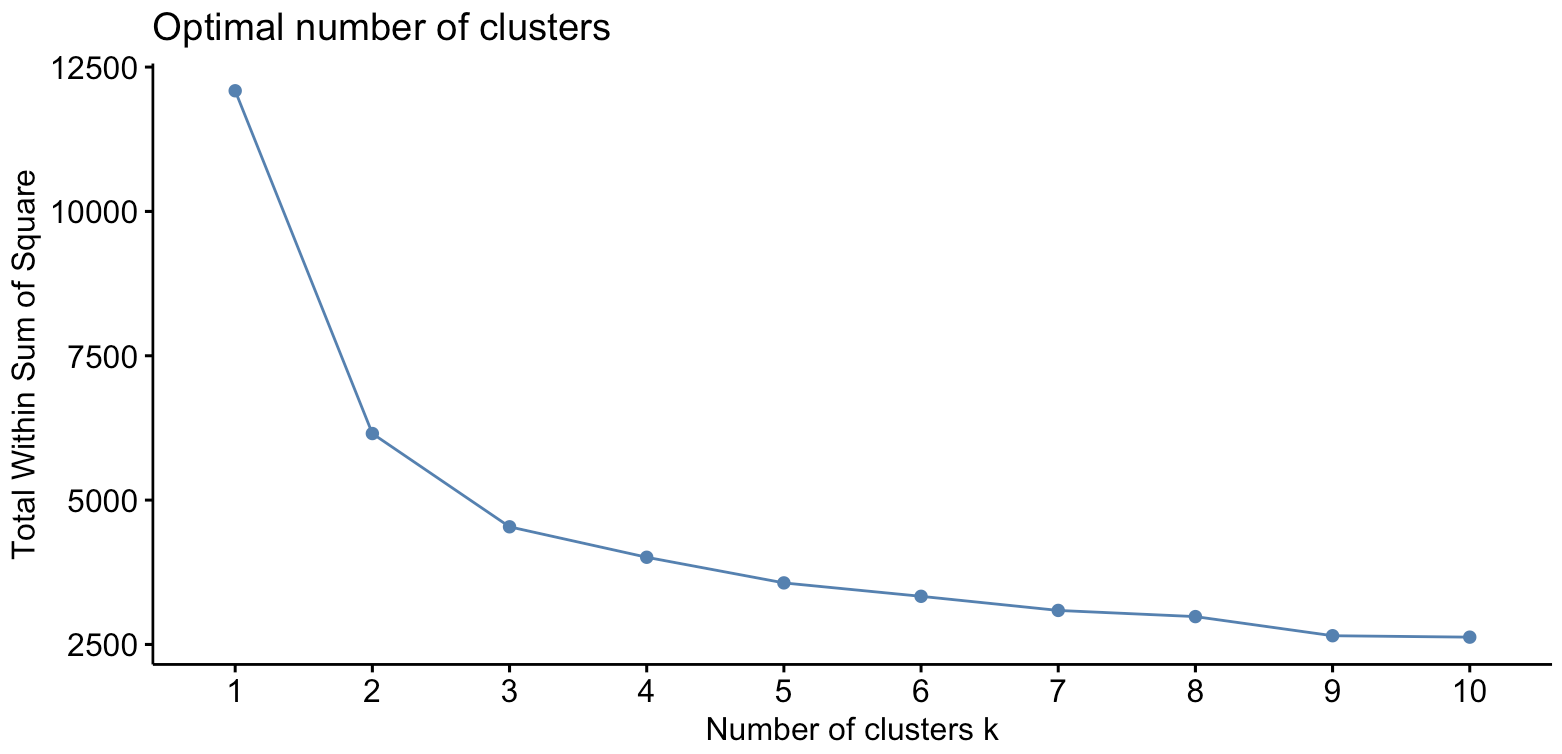 Optimal number of clusters
Total Within Sum of Square
12500
10000
7500
5000
2500
1 2 3 4 5 6 7 8 9 10
Number of clusters k